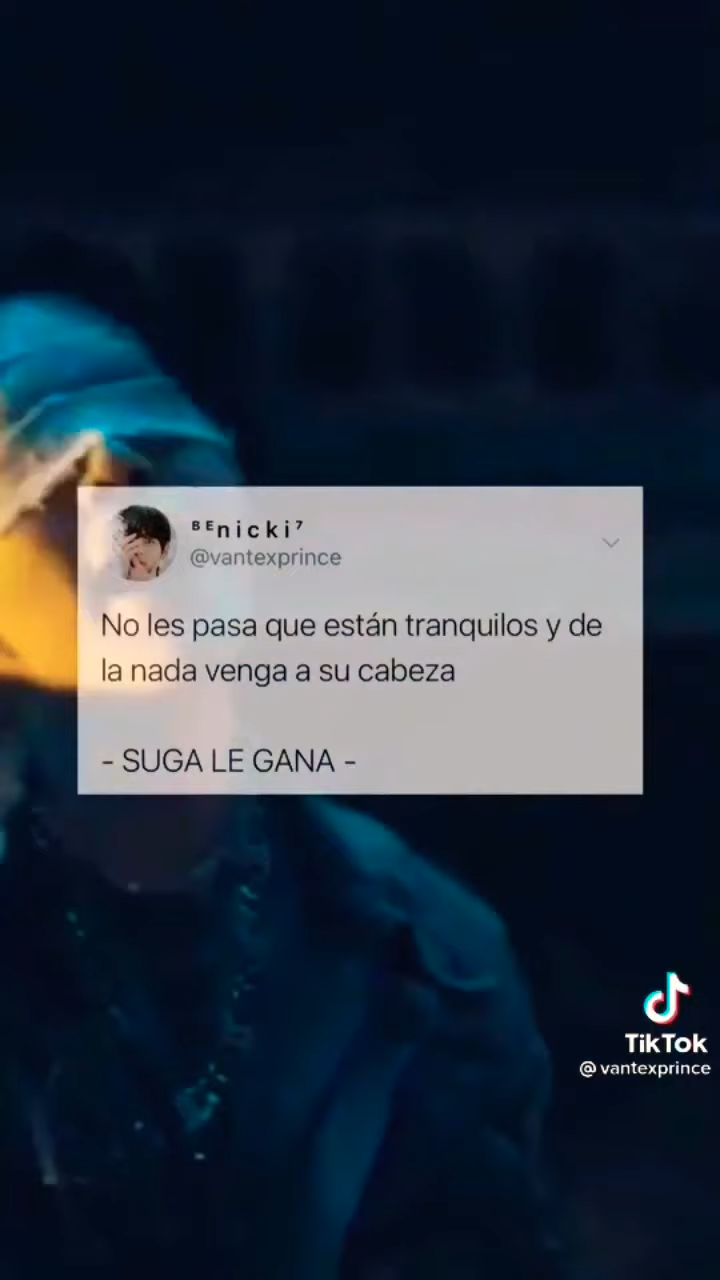 ᴮᴱnicki⁷
@vantexprince
No les pasa que están tranquilos y de
la nada venga a su cabeza
- SUGA LE GANA -
TikTok
@vantexprince